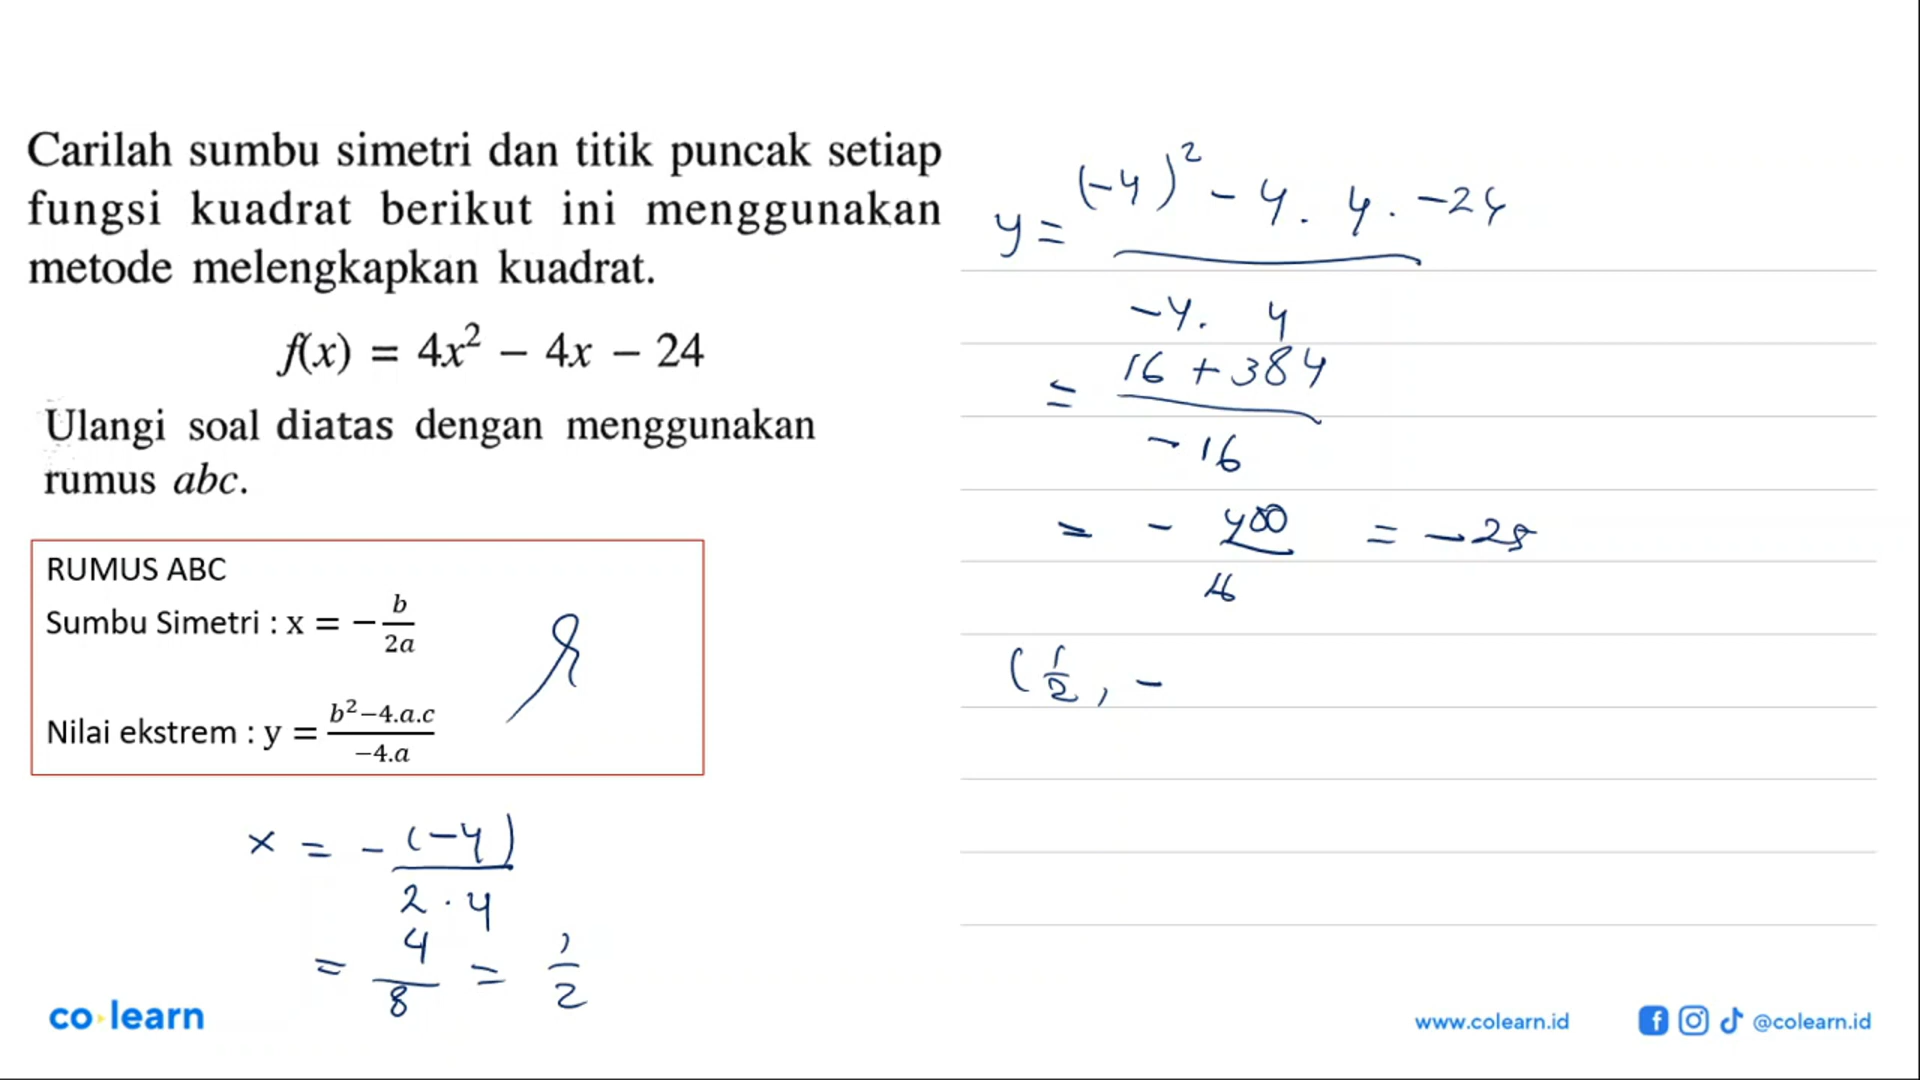 Carilah sumbu simetri dan titik puncak setiap
fungsi kuadrat berikut ini menggunakan
metode melengkapkan kuadrat.
f(x) = 4x² − 4x − 24
Ulangi soal diatas dengan menggunakan
rumus abc.
RUMUS ABC
Sumbu Simetri : x = − b/2a
Nilai ekstrem : y = b²−4.a.c/−4.a
x = − (−4)/2 · 4
= 4/8 = 1/2
y = (−4)² − 4 . 4 . −24/−4 . 4
= 16 + 384/−16
= − 400/16 = −25
(1/2 , −
co learn
www.colearn.id
@colearn.id